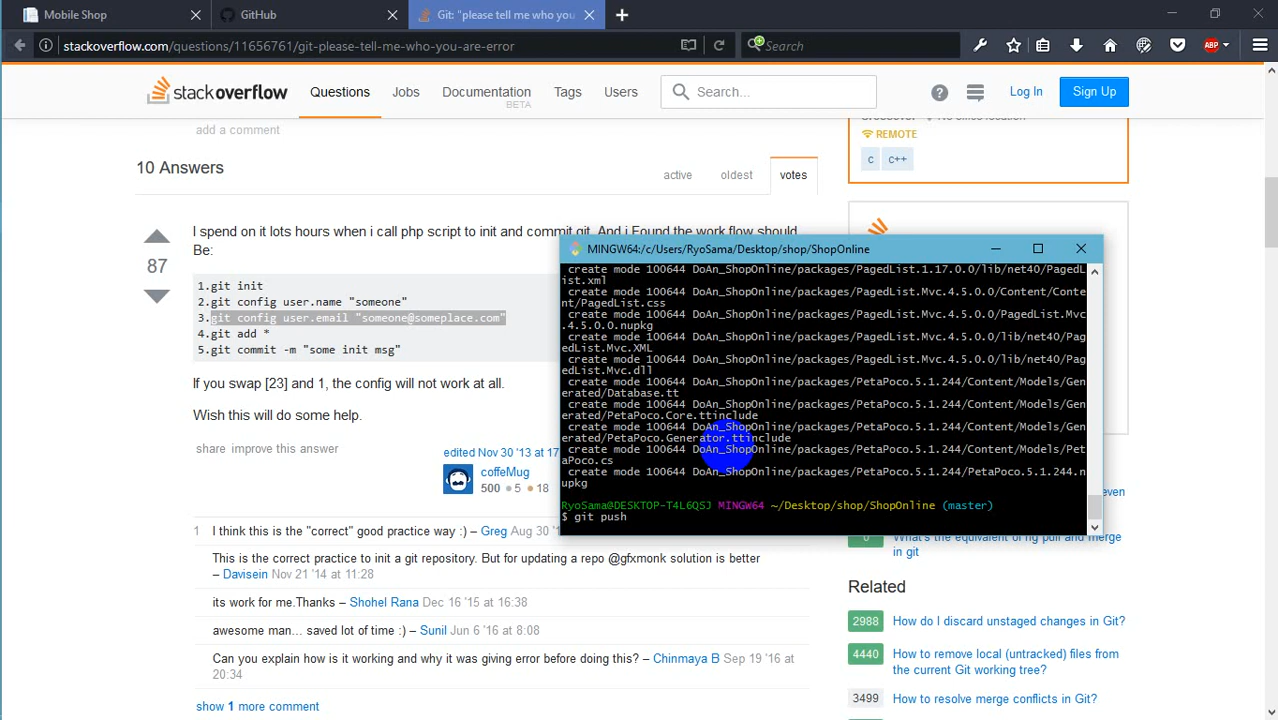 Mobile Shop
GitHub
Git: "please tell me who you
stackoverflow.com/questions/11656761/git-please-tell-me-who-you-are-error
Search
ABP
stackoverflow
Questions
Jobs
Documentation
BETA
Tags
Users
Search...
Log In
Sign Up
add a comment
REMOTE
c
c++
10 Answers
active
oldest
votes
87
I spend on it lots hours when i call php script to init and commit git. And i Found the work flow should
Be:
1.git init
2.git config user.name "someone"
3.git config user.email "someone@someplace.com"
4.git add *
5.git commit -m "some init msg"
If you swap [23] and 1, the config will not work at all.
Wish this will do some help.
share improve this answer
edited Nov 30 '13 at 17
coffeMug
500 5 18
MINGW64:/c/Users/RyoSama/Desktop/shop/ShopOnline
create mode 100644 DoAn_ShopOnline/packages/PagedList.1.17.0.0/lib/net40/PagedL
ist.xml
create mode 100644 DoAn_ShopOnline/packages/PagedList.Mvc.4.5.0.0/Content/Conte
nt/PagedList.css
create mode 100644 DoAn_ShopOnline/packages/PagedList.Mvc.4.5.0.0/PagedList.Mvc
.4.5.0.0.nupkg
create mode 100644 DoAn_ShopOnline/packages/PagedList.Mvc.4.5.0.0/lib/net40/Pag
edList.Mvc.XML
create mode 100644 DoAn_ShopOnline/packages/PagedList.Mvc.4.5.0.0/lib/net40/Pag
edList.Mvc.dll
create mode 100644 DoAn_ShopOnline/packages/PetaPoco.5.1.244/Content/Models/Gen
erated/Database.tt
create mode 100644 DoAn_ShopOnline/packages/PetaPoco.5.1.244/Content/Models/Gen
erated/PetaPoco.Core.ttinclude
create mode 100644 DoAn_ShopOnline/packages/PetaPoco.5.1.244/Content/Models/Gen
erated/PetaPoco.Generator.ttinclude
create mode 100644 DoAn_ShopOnline/packages/PetaPoco.5.1.244/Content/Models/Pet
aPoco.cs
create mode 100644 DoAn_ShopOnline/packages/PetaPoco.5.1.244/PetaPoco.5.1.244.n
upkg
RyoSama@DESKTOP-T4L6QSJ MINGW64 ~/Desktop/shop/ShopOnline (master)
$ git push
1 I think this is the "correct" good practice way :) – Greg Aug 30 '1
This is the correct practice to init a git repository. But for updating a repo @gfxmonk solution is better
– Davisein Nov 21 '14 at 11:28
its work for me.Thanks – Shohel Rana Dec 16 '15 at 16:38
awesome man... saved lot of time :) – Sunil Jun 6 '16 at 8:08
Can you explain how is it working and why it was giving error before doing this? – Chinmaya B Sep 19 '16 at
20:34
show 1 more comment
even
What's the equivalent of hg pull and merge
in git
Related
2988 How do I discard unstaged changes in Git?
4440 How to remove local (untracked) files from
the current Git working tree?
3499 How to resolve merge conflicts in Git?